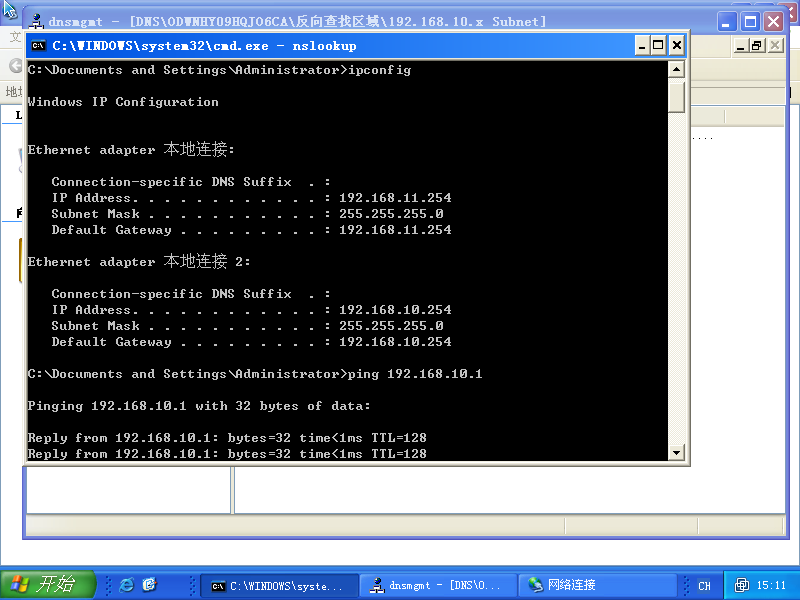 dnsmgmt - [DNS\ODWNHY09HQJO6CA\反向查找区域\192.168.10.x Subnet]
C:\WINDOWS\system32\cmd.exe - nslookup
C:\Documents and Settings\Administrator>ipconfig
Windows IP Configuration
Ethernet adapter 本地连接:
Connection-specific DNS Suffix  . :
IP Address. . . . . . . . . . . . : 192.168.11.254
Subnet Mask . . . . . . . . . . . : 255.255.255.0
Default Gateway . . . . . . . . . : 192.168.11.254
Ethernet adapter 本地连接 2:
Connection-specific DNS Suffix  . :
IP Address. . . . . . . . . . . . : 192.168.10.254
Subnet Mask . . . . . . . . . . . : 255.255.255.0
Default Gateway . . . . . . . . . : 192.168.10.254
C:\Documents and Settings\Administrator>ping 192.168.10.1
Pinging 192.168.10.1 with 32 bytes of data:
Reply from 192.168.10.1: bytes=32 time<1ms TTL=128
Reply from 192.168.10.1: bytes=32 time<1ms TTL=128
开始
C:\WINDOWS\syste...
dnsmgmt - [DNS\O...
网络连接
CH
15:11